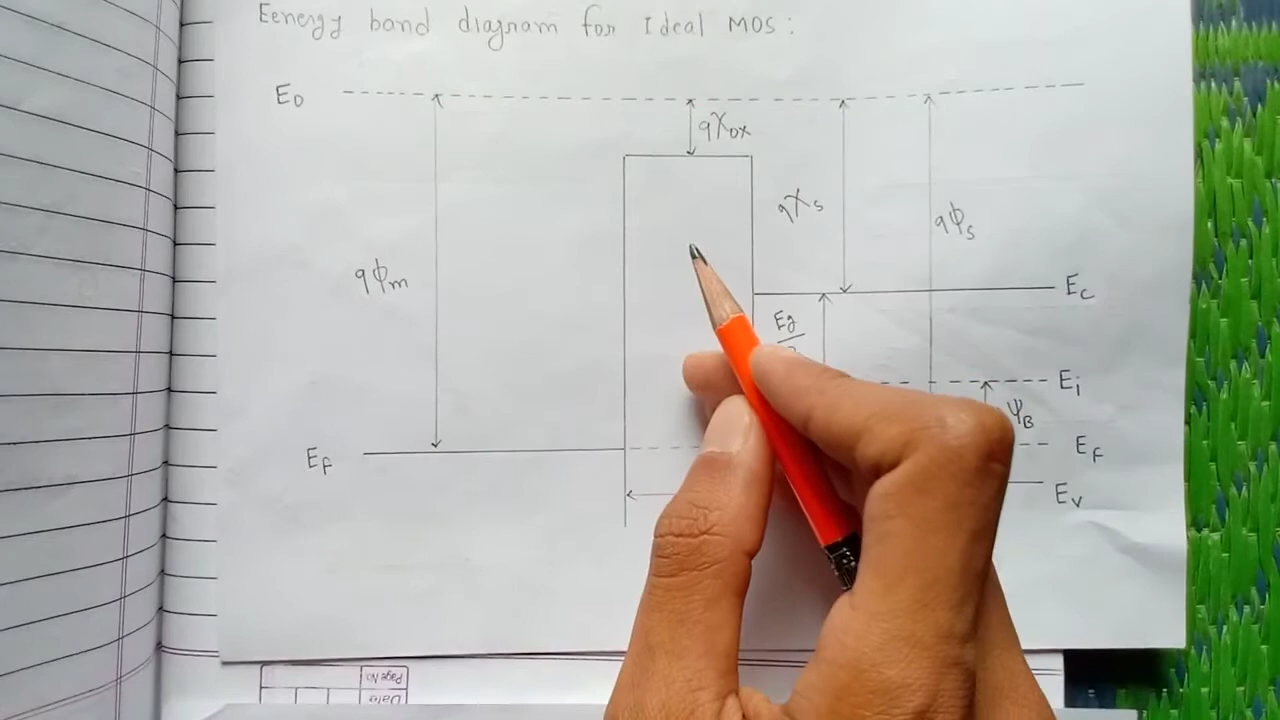 Eenergy band diagram for Ideal MOS:
E0
qχox
qχs
qϕs
qϕm
Ec
Eg
Ei
ψB
EF
EF
Ev
Page No.
Date